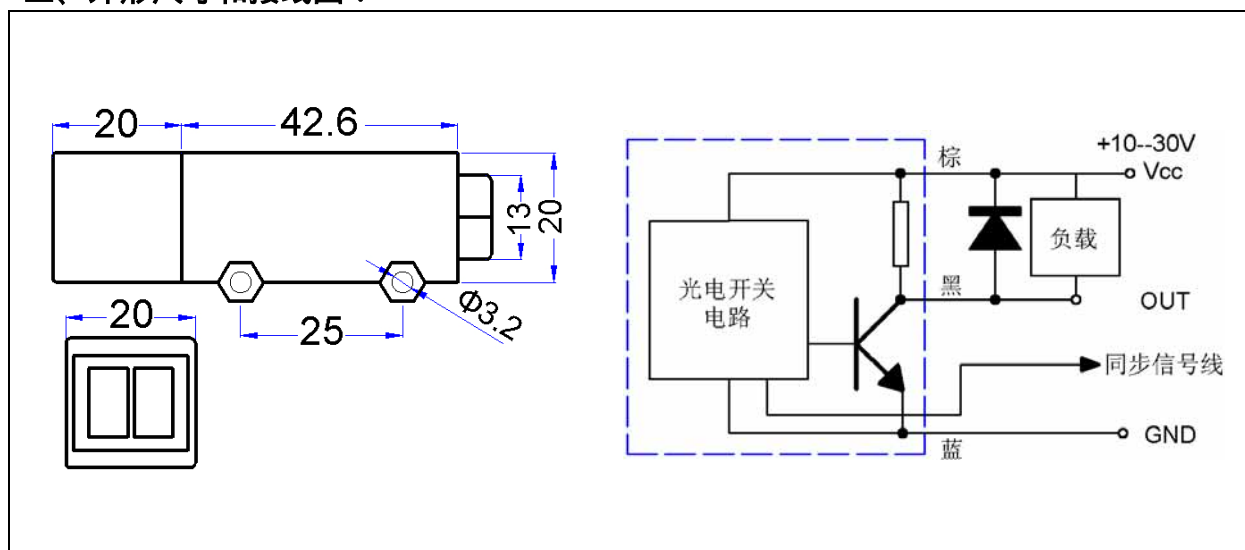 20
42.6
13
20
Φ3.2
25
20
棕
+10--30V
Vcc
负载
光电开关
电路
黑
OUT
同步信号线
GND
蓝